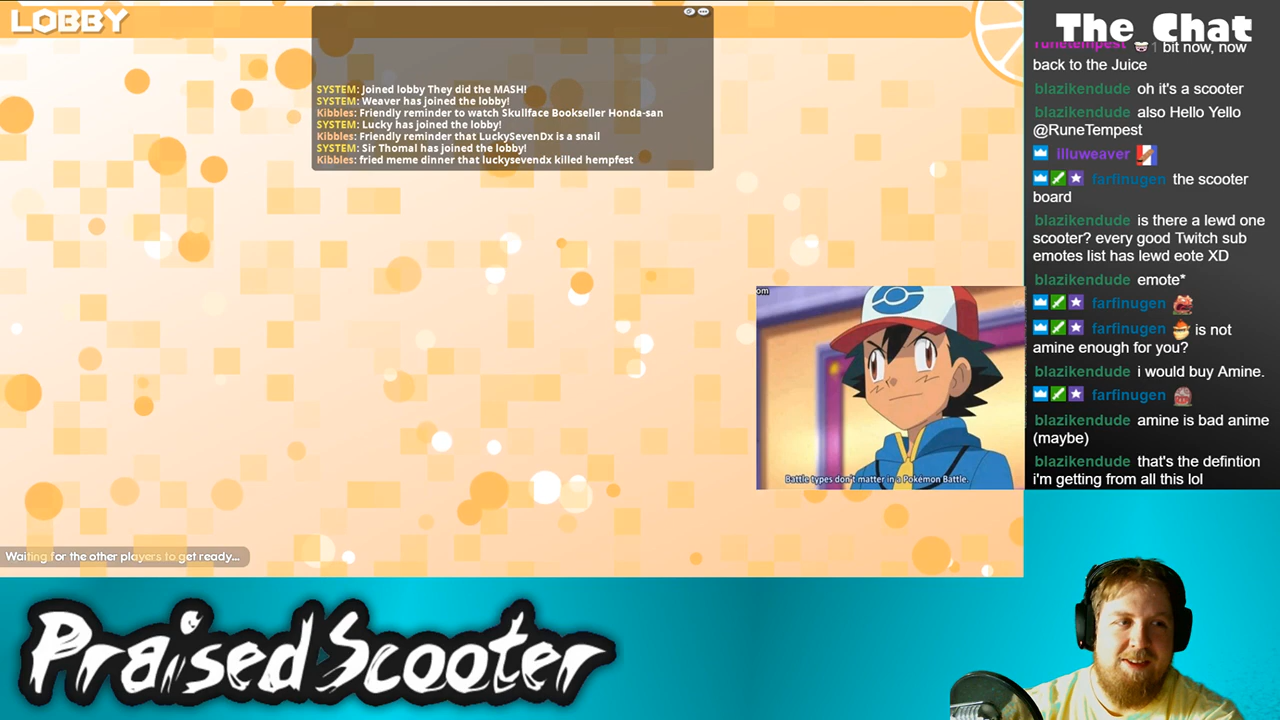 LOBBY
SYSTEM: Joined lobby They did the MASH!
SYSTEM: Weaver has joined the lobby!
Kibbles: Friendly reminder to watch Skullface Bookseller Honda-san
SYSTEM: Lucky has joined the lobby!
Kibbles: Friendly reminder that LuckySevenDx is a snail
SYSTEM: Sir Thomal has joined the lobby!
Kibbles: fried meme dinner that luckysevendx killed hempfest
om
Battle types don't matter in a Pokémon Battle.
Waiting for the other players to get ready...
PraisedScooter
The Chat
runetempest 1 bit now, now
back to the Juice
blazikendude oh it's a scooter
blazikendude also Hello Yello
@RuneTempest
illuweaver
farfinugen the scooter
board
blazikendude is there a lewd one
scooter? every good Twitch sub
emotes list has lewd eote XD
blazikendude emote*
farfinugen
farfinugen is not
amine enough for you?
blazikendude i would buy Amine.
farfinugen
blazikendude amine is bad anime
(maybe)
blazikendude that's the defintion
i'm getting from all this lol